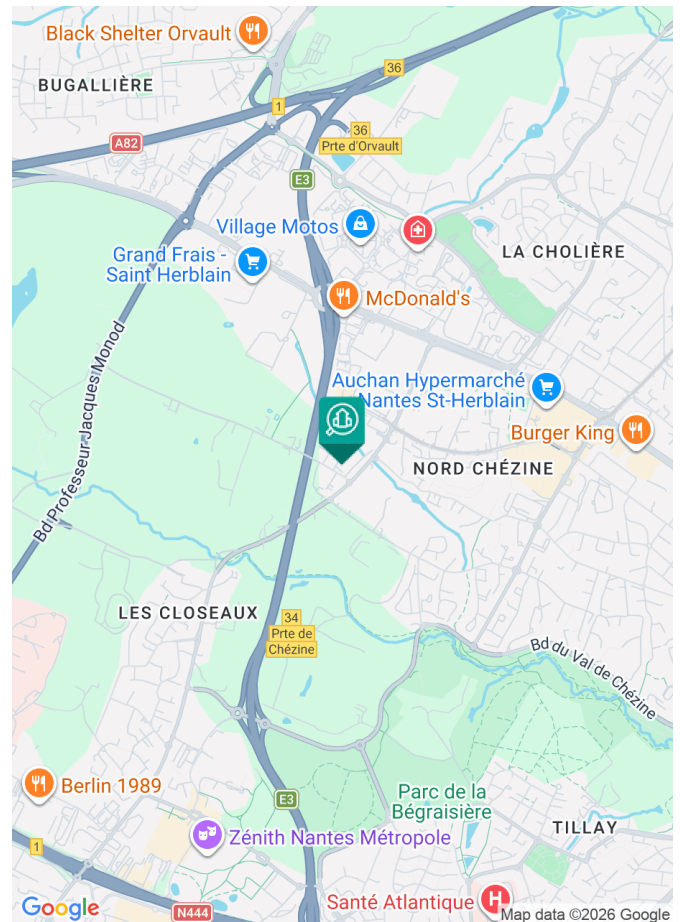 Black Shelter Orvault
BUGALLIÈRE
36
1
A82
36
Prte d'Orvault
E3
Village Motos
Grand Frais -
Saint Herblain
LA CHOLIÈRE
McDonald's
Bd Professeur Jacques Monod
Auchan Hypermarché
Nantes St-Herblain
Burger King
NORD CHÉZINE
LES CLOSEAUX
34
Prte de
Chézine
Bd du Val de Chézine
Berlin 1989
E3
Parc de la
Bégraisière
Zénith Nantes Métropole
TILLAY
1
Santé Atlantique
H
Google
N444
Map data ©2026 Google